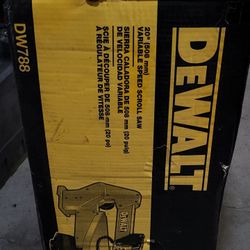 DEWALT®
20" (508 mm)
VARIABLE SPEED SCROLL SAW
SIERRA CALADORA DE 508 mm (20 pulg)
DE VELOCIDAD VARIABLE
SCIE À DÉCOUPER DE 508 mm (20 po)
À RÉGULATEUR DE VITESSE
DW788
DEWALT